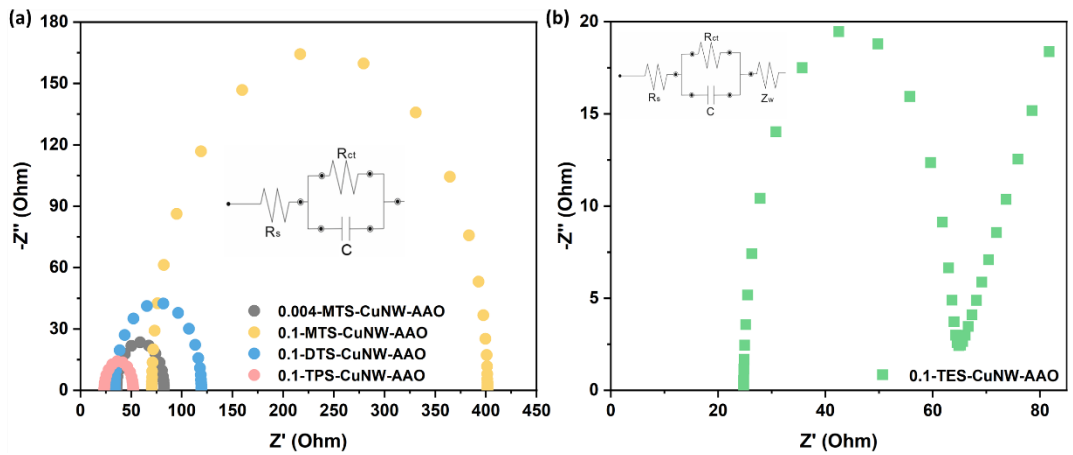 (a)
180
150
120
90
60
30
0
-Z'' (Ohm)
Rct
Rs
C
0.004-MTS-CuNW-AAO
0.1-MTS-CuNW-AAO
0.1-DTS-CuNW-AAO
0.1-TPS-CuNW-AAO
0 50 100 150 200 250 300 350 400 450
Z' (Ohm)
(b)
20
15
10
5
0
-Z'' (Ohm)
Rct
Rs
C
Zw
0.1-TES-CuNW-AAO
0 20 40 60 80
Z' (Ohm)